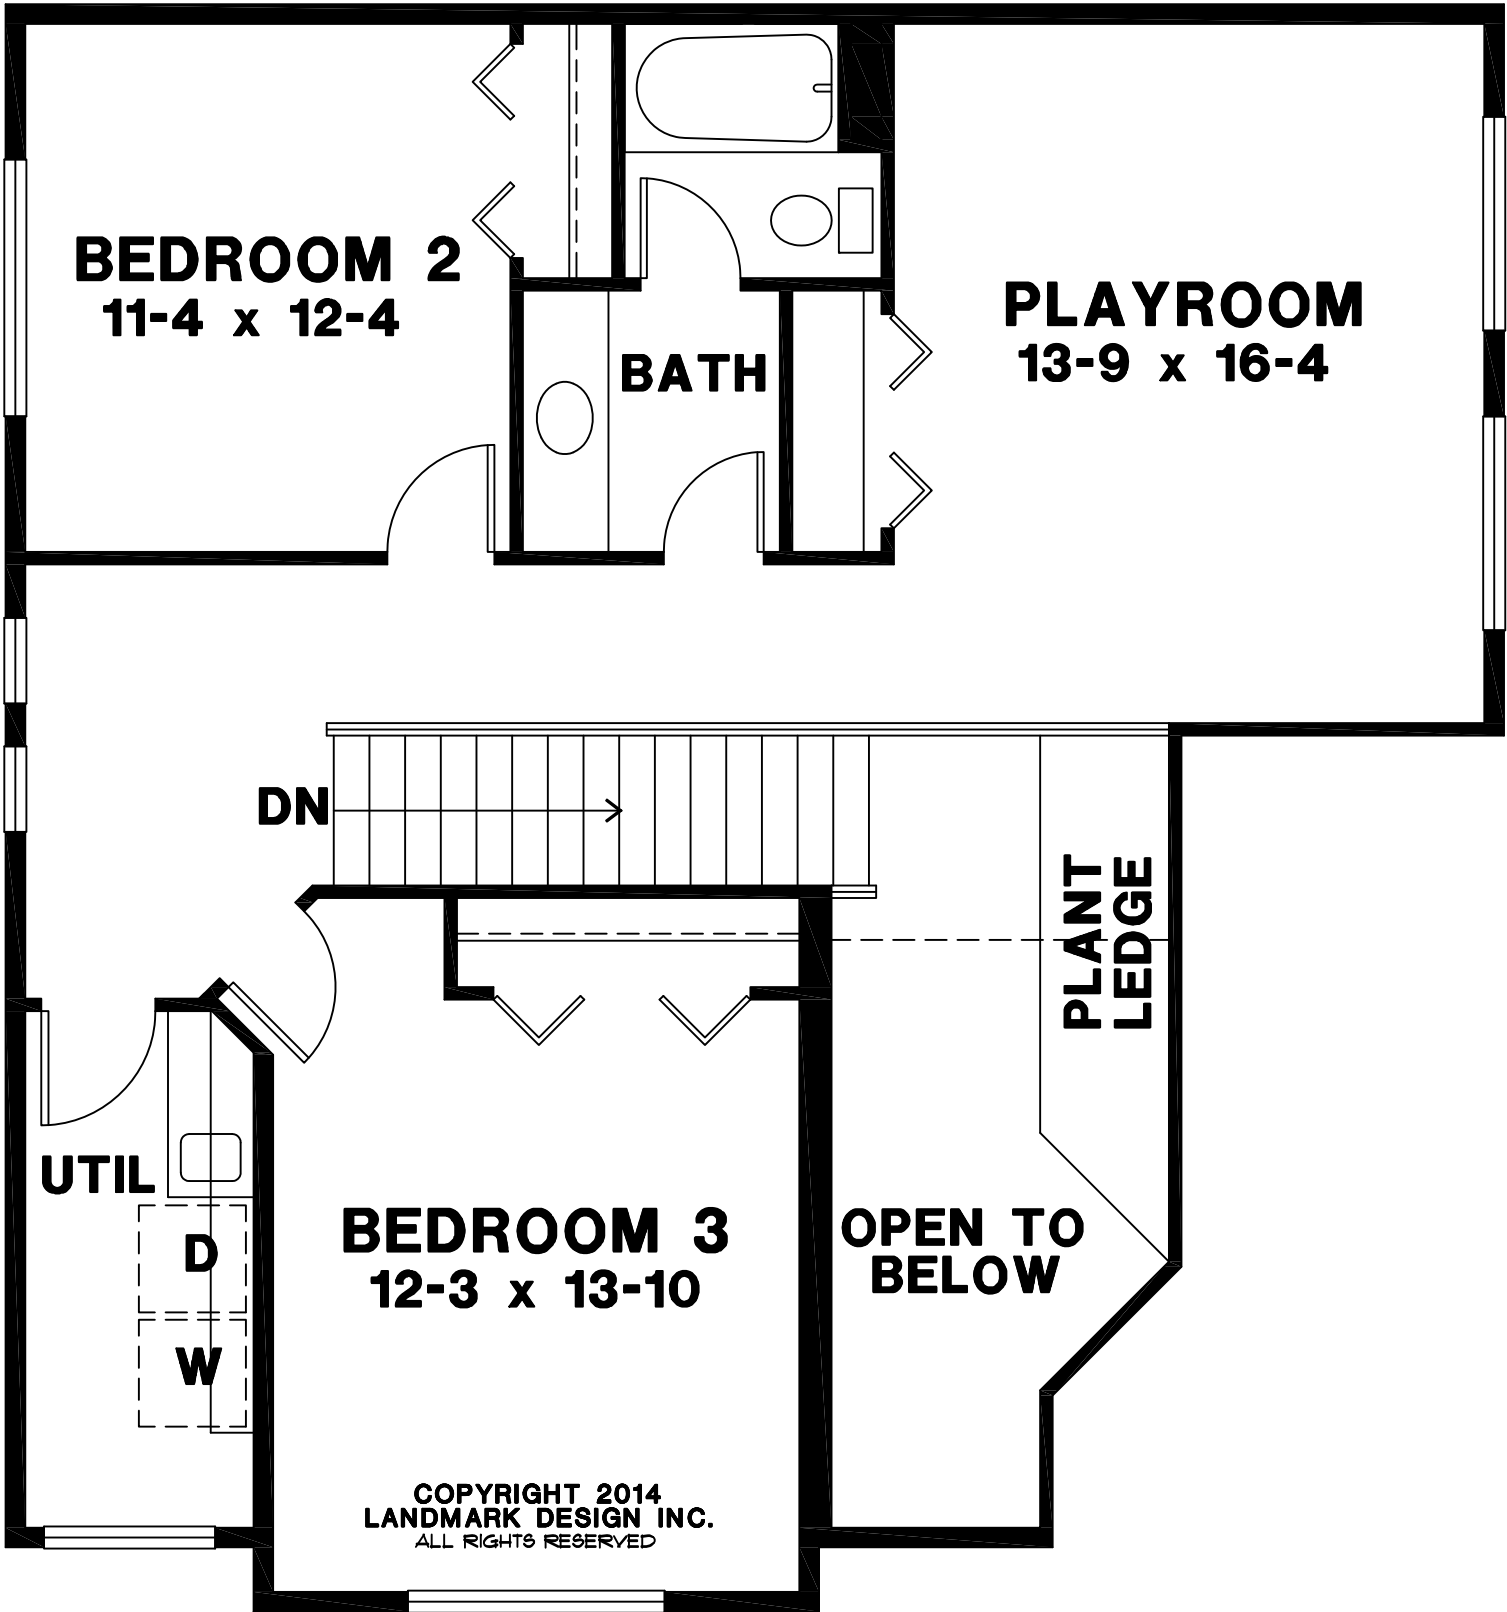 BEDROOM 2
11-4 x 12-4
BATH
PLAYROOM
13-9 x 16-4
DN
PLANT
LEDGE
UTIL
D
W
BEDROOM 3
12-3 x 13-10
OPEN TO
BELOW
COPYRIGHT 2014
LANDMARK DESIGN INC.
ALL RIGHTS RESERVED